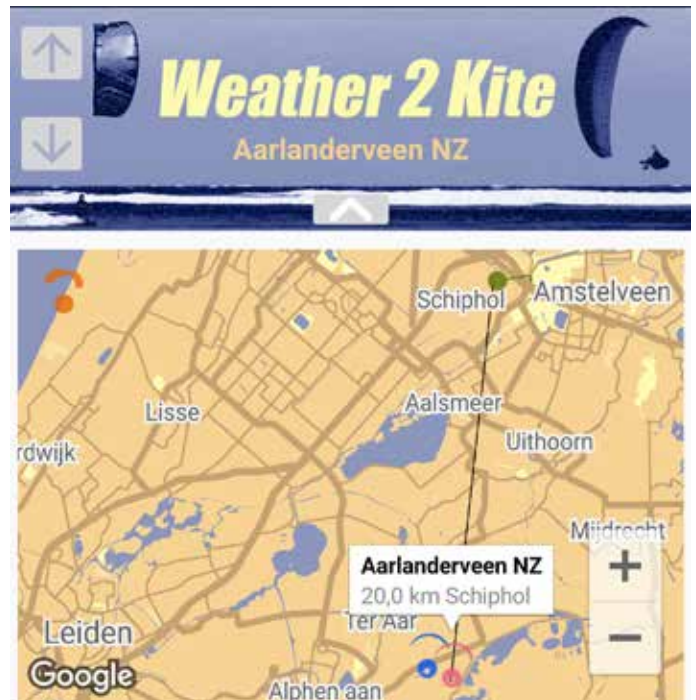 Weather 2 Kite
Aarlanderveen NZ
Schiphol
Amstelveen
Lisse
Aalsmeer
rdwijk
Uithoorn
Mijdrecht
Aarlanderveen NZ
20,0 km Schiphol
Ter Aar
Leiden
Google
Alphen aan
+
−